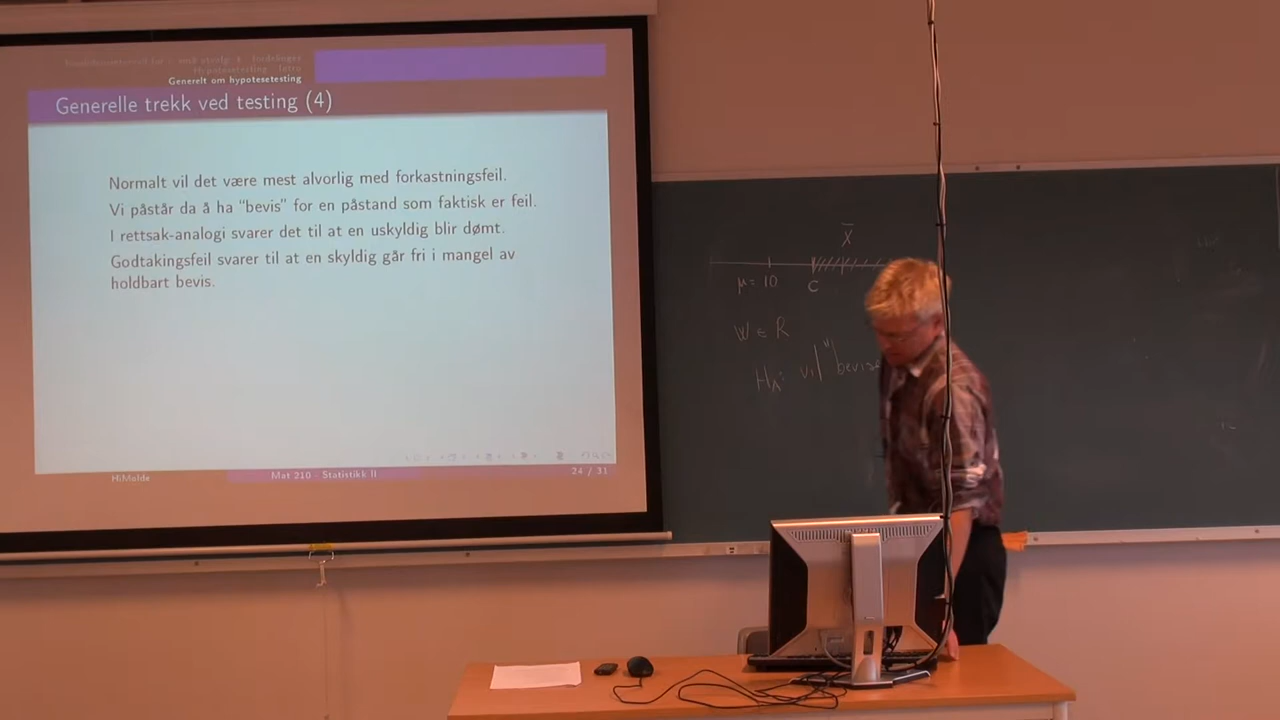 Generelt om hypotesetesting
Generelle trekk ved testing (4)
Normalt vil det være mest alvorlig med forkastningsfeil.
Vi påstår da å ha “bevis” for en påstand som faktisk er feil.
I rettsak-analogi svarer det til at en uskyldig blir dømt.
Godtakingsfeil svarer til at en skyldig går fri i mangel av
holdbart bevis.
HiMolde
Mat 210 - Statistikk II
24 / 31
X̄
μ = 10
C
W ∈ R
H_A: vil "bevise